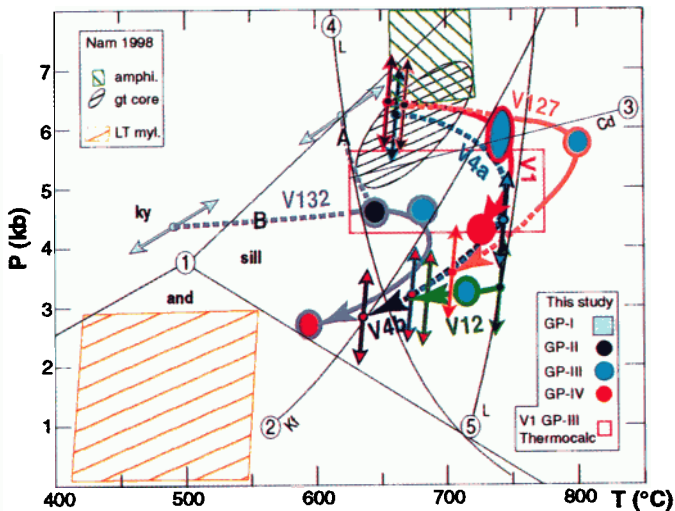 Nam 1998
amphi.
gt core
LT myl.
4
L
V127
3
Cd
A
V4a
V1
ky
B
V132
sill
1
and
V4b
V12
2
Kf
5
L
This study
GP-I
GP-II
GP-III
GP-IV
V1 GP-III
Thermocalc
P (kb)
7
6
5
4
3
2
1
400
500
600
700
800
T (°C)